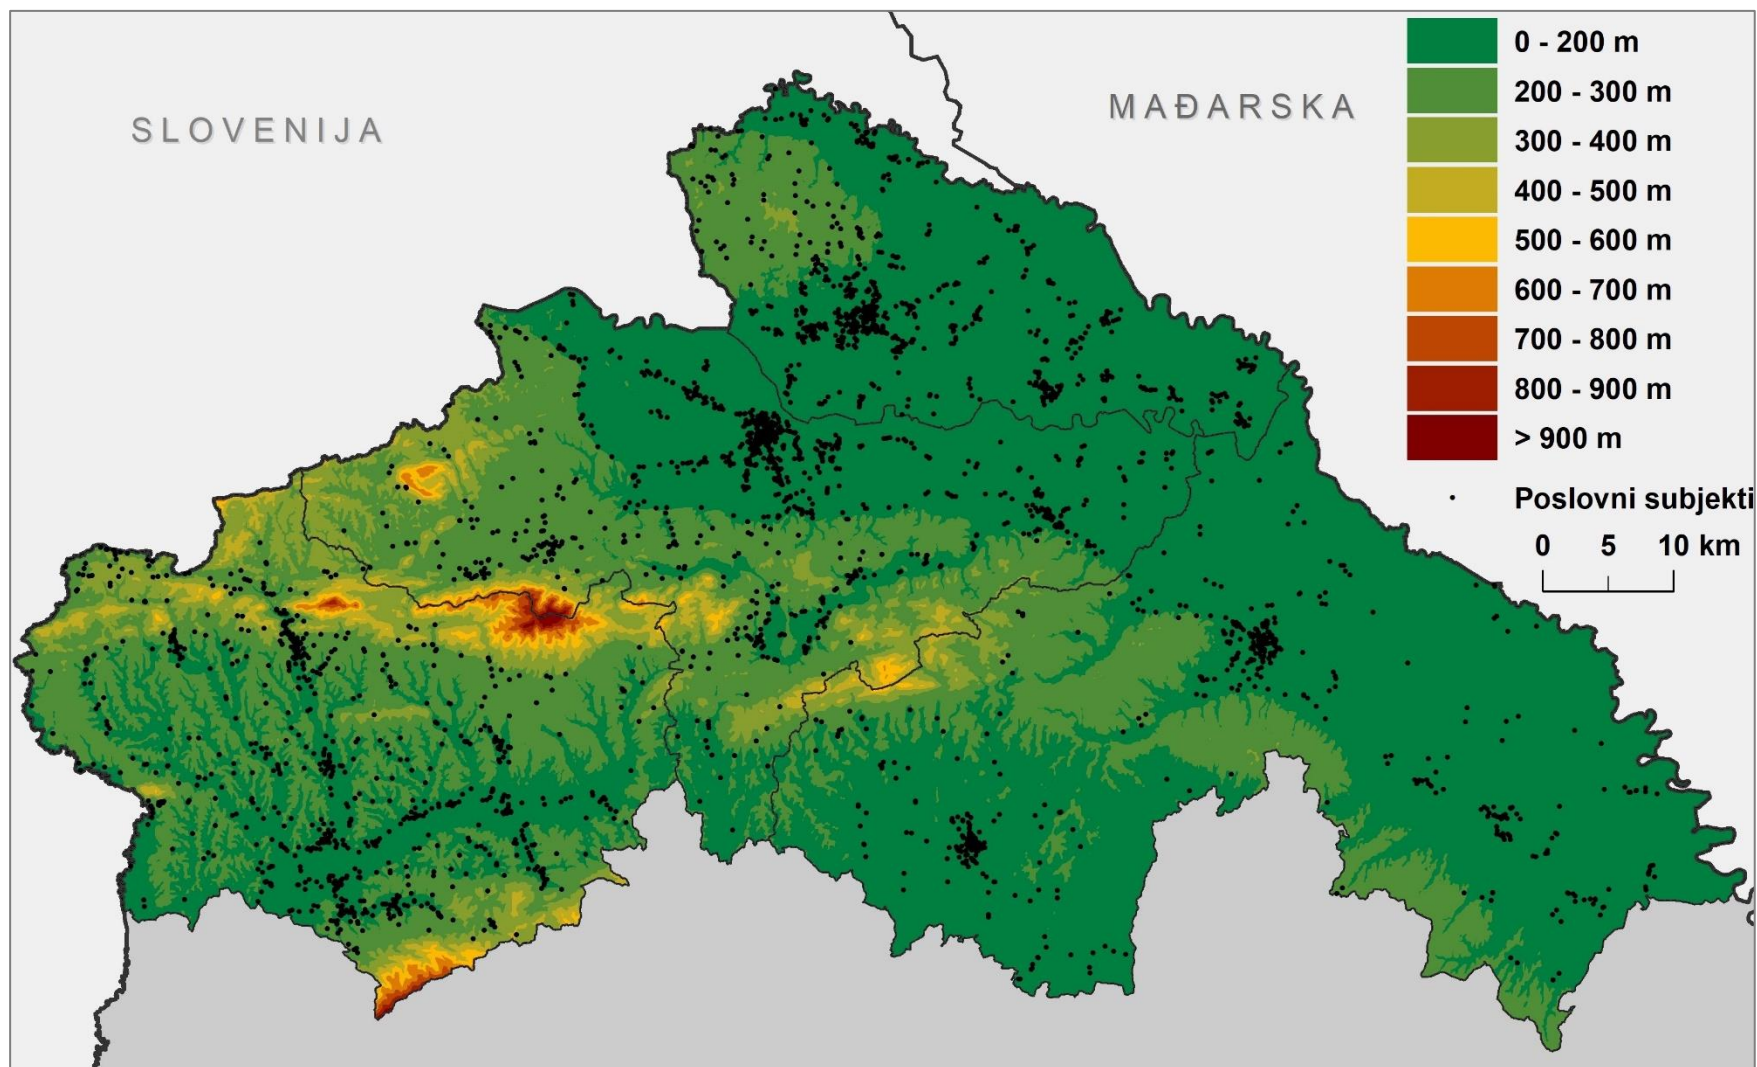 SLOVENIJA
MAĐARSKA
0 - 200 m
200 - 300 m
300 - 400 m
400 - 500 m
500 - 600 m
600 - 700 m
700 - 800 m
800 - 900 m
> 900 m
Poslovni subjekti
0 5 10 km